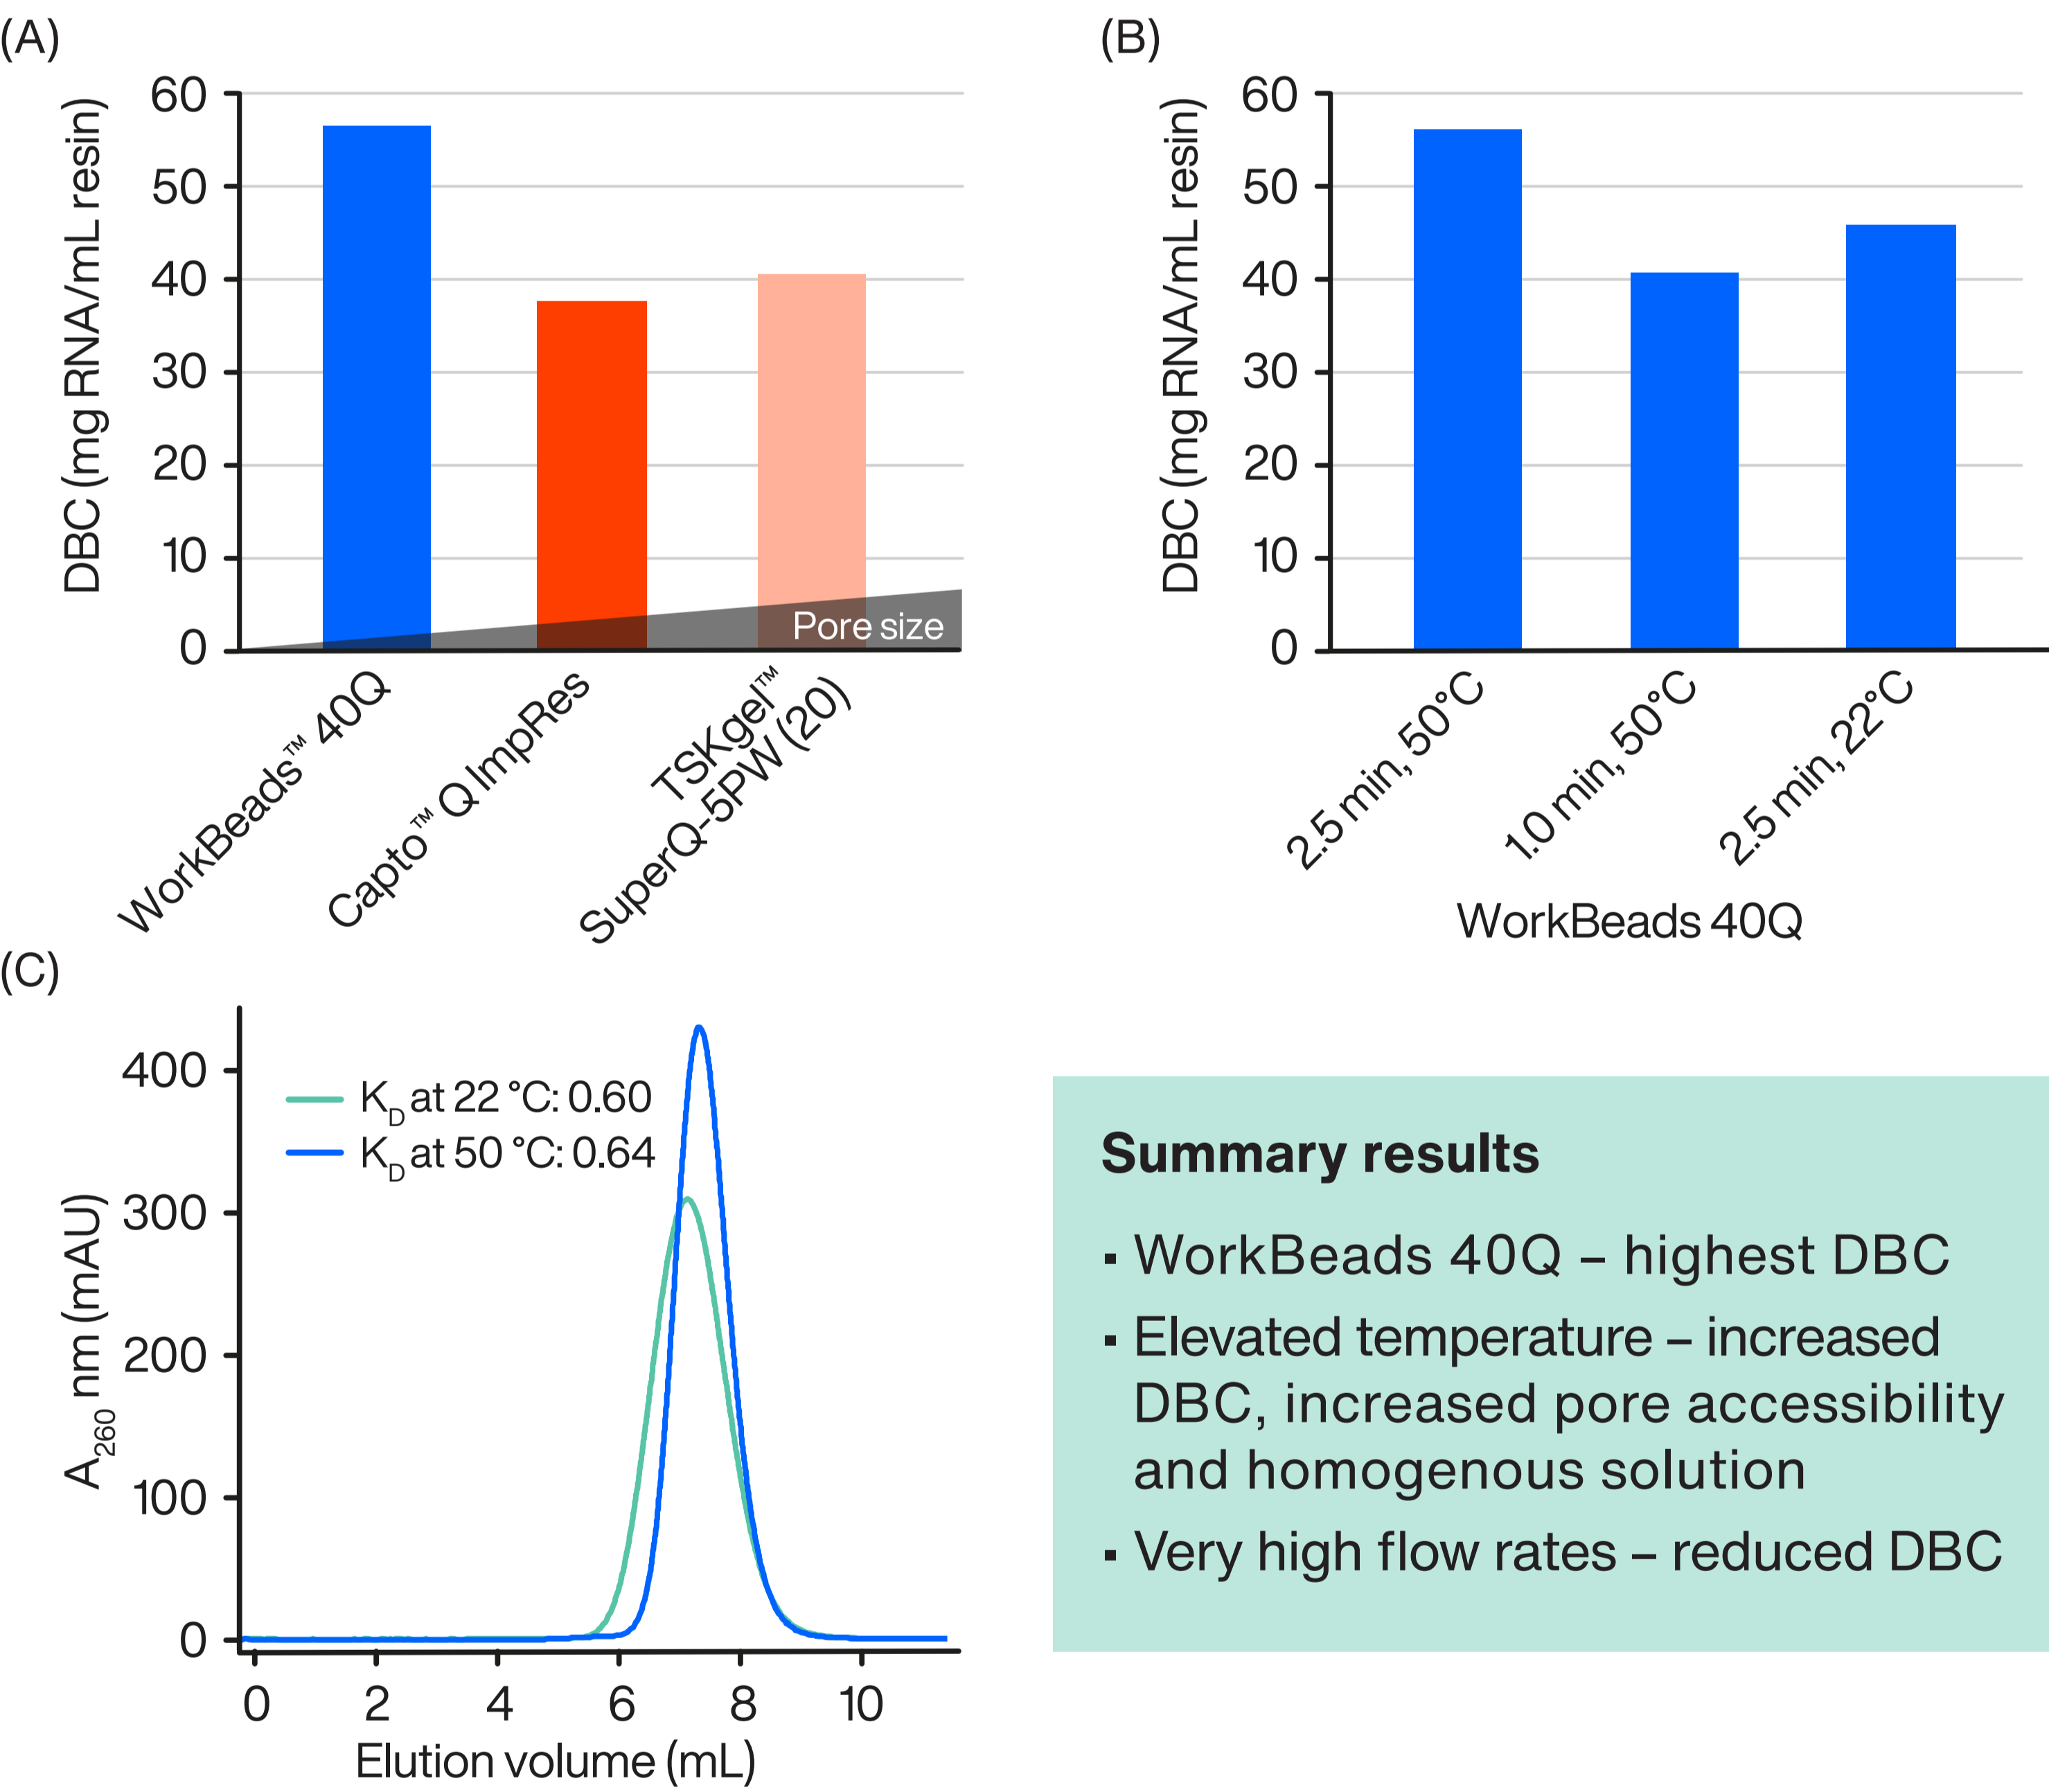 (A)
DBC (mg RNA/mL resin)
60
50
40
30
20
10
0
Pore size
WorkBeads™ 40Q
Capto™ Q ImpRes
TSKgel™
SuperQ-5PW (20)
(B)
DBC (mg RNA/mL resin)
60
50
40
30
20
10
0
2.5 min, 50°C
1.0 min, 50°C
2.5 min, 22°C
WorkBeads 40Q
(C)
A260 nm (mAU)
400
300
200
100
0
KD at 22 °C: 0.60
KD at 50 °C: 0.64
0 2 4 6 8 10
Elution volume (mL)
Summary results
▪ WorkBeads 40Q – highest DBC
▪ Elevated temperature – increased
DBC, increased pore accessibility
and homogenous solution
▪ Very high flow rates – reduced DBC